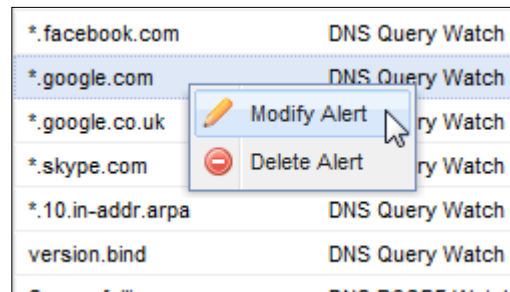 *.facebook.com DNS Query Watch
*.google.com DNS Query Watch
Modify Alert
*.google.co.uk ry Watch
*.skype.com ry Watch
Delete Alert
*.10.in-addr.arpa DNS Query Watch
version.bind DNS Query Watch